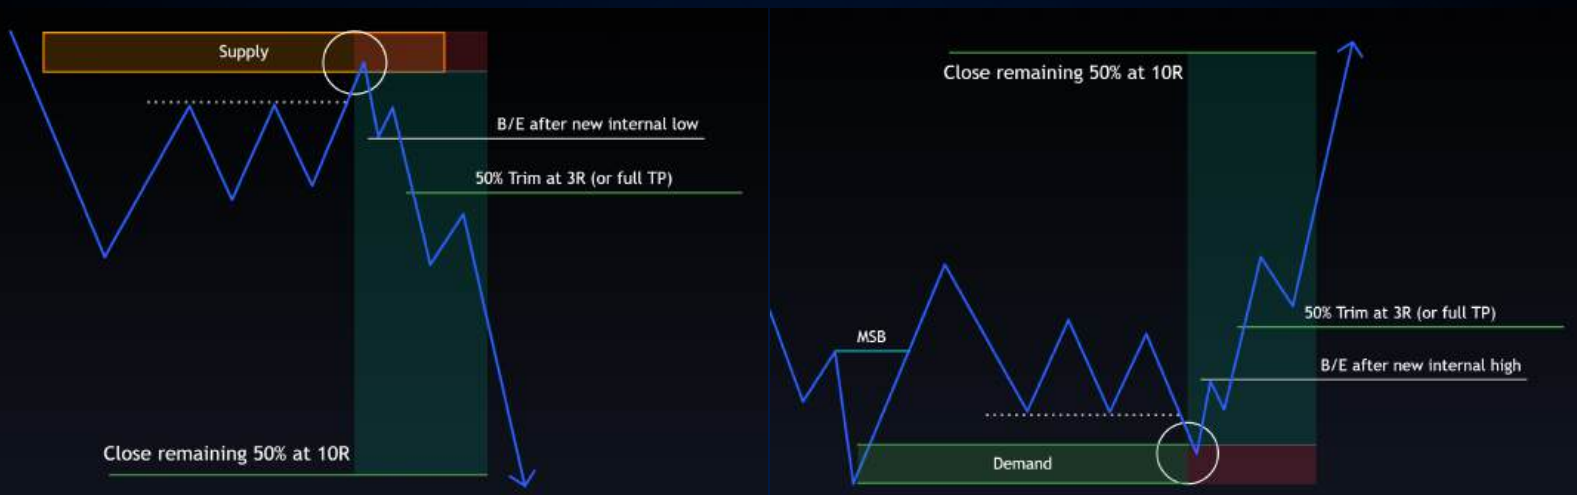 Supply
B/E after new internal low
50% Trim at 3R (or full TP)
Close remaining 50% at 10R
Close remaining 50% at 10R
MSB
50% Trim at 3R (or full TP)
B/E after new internal high
Demand